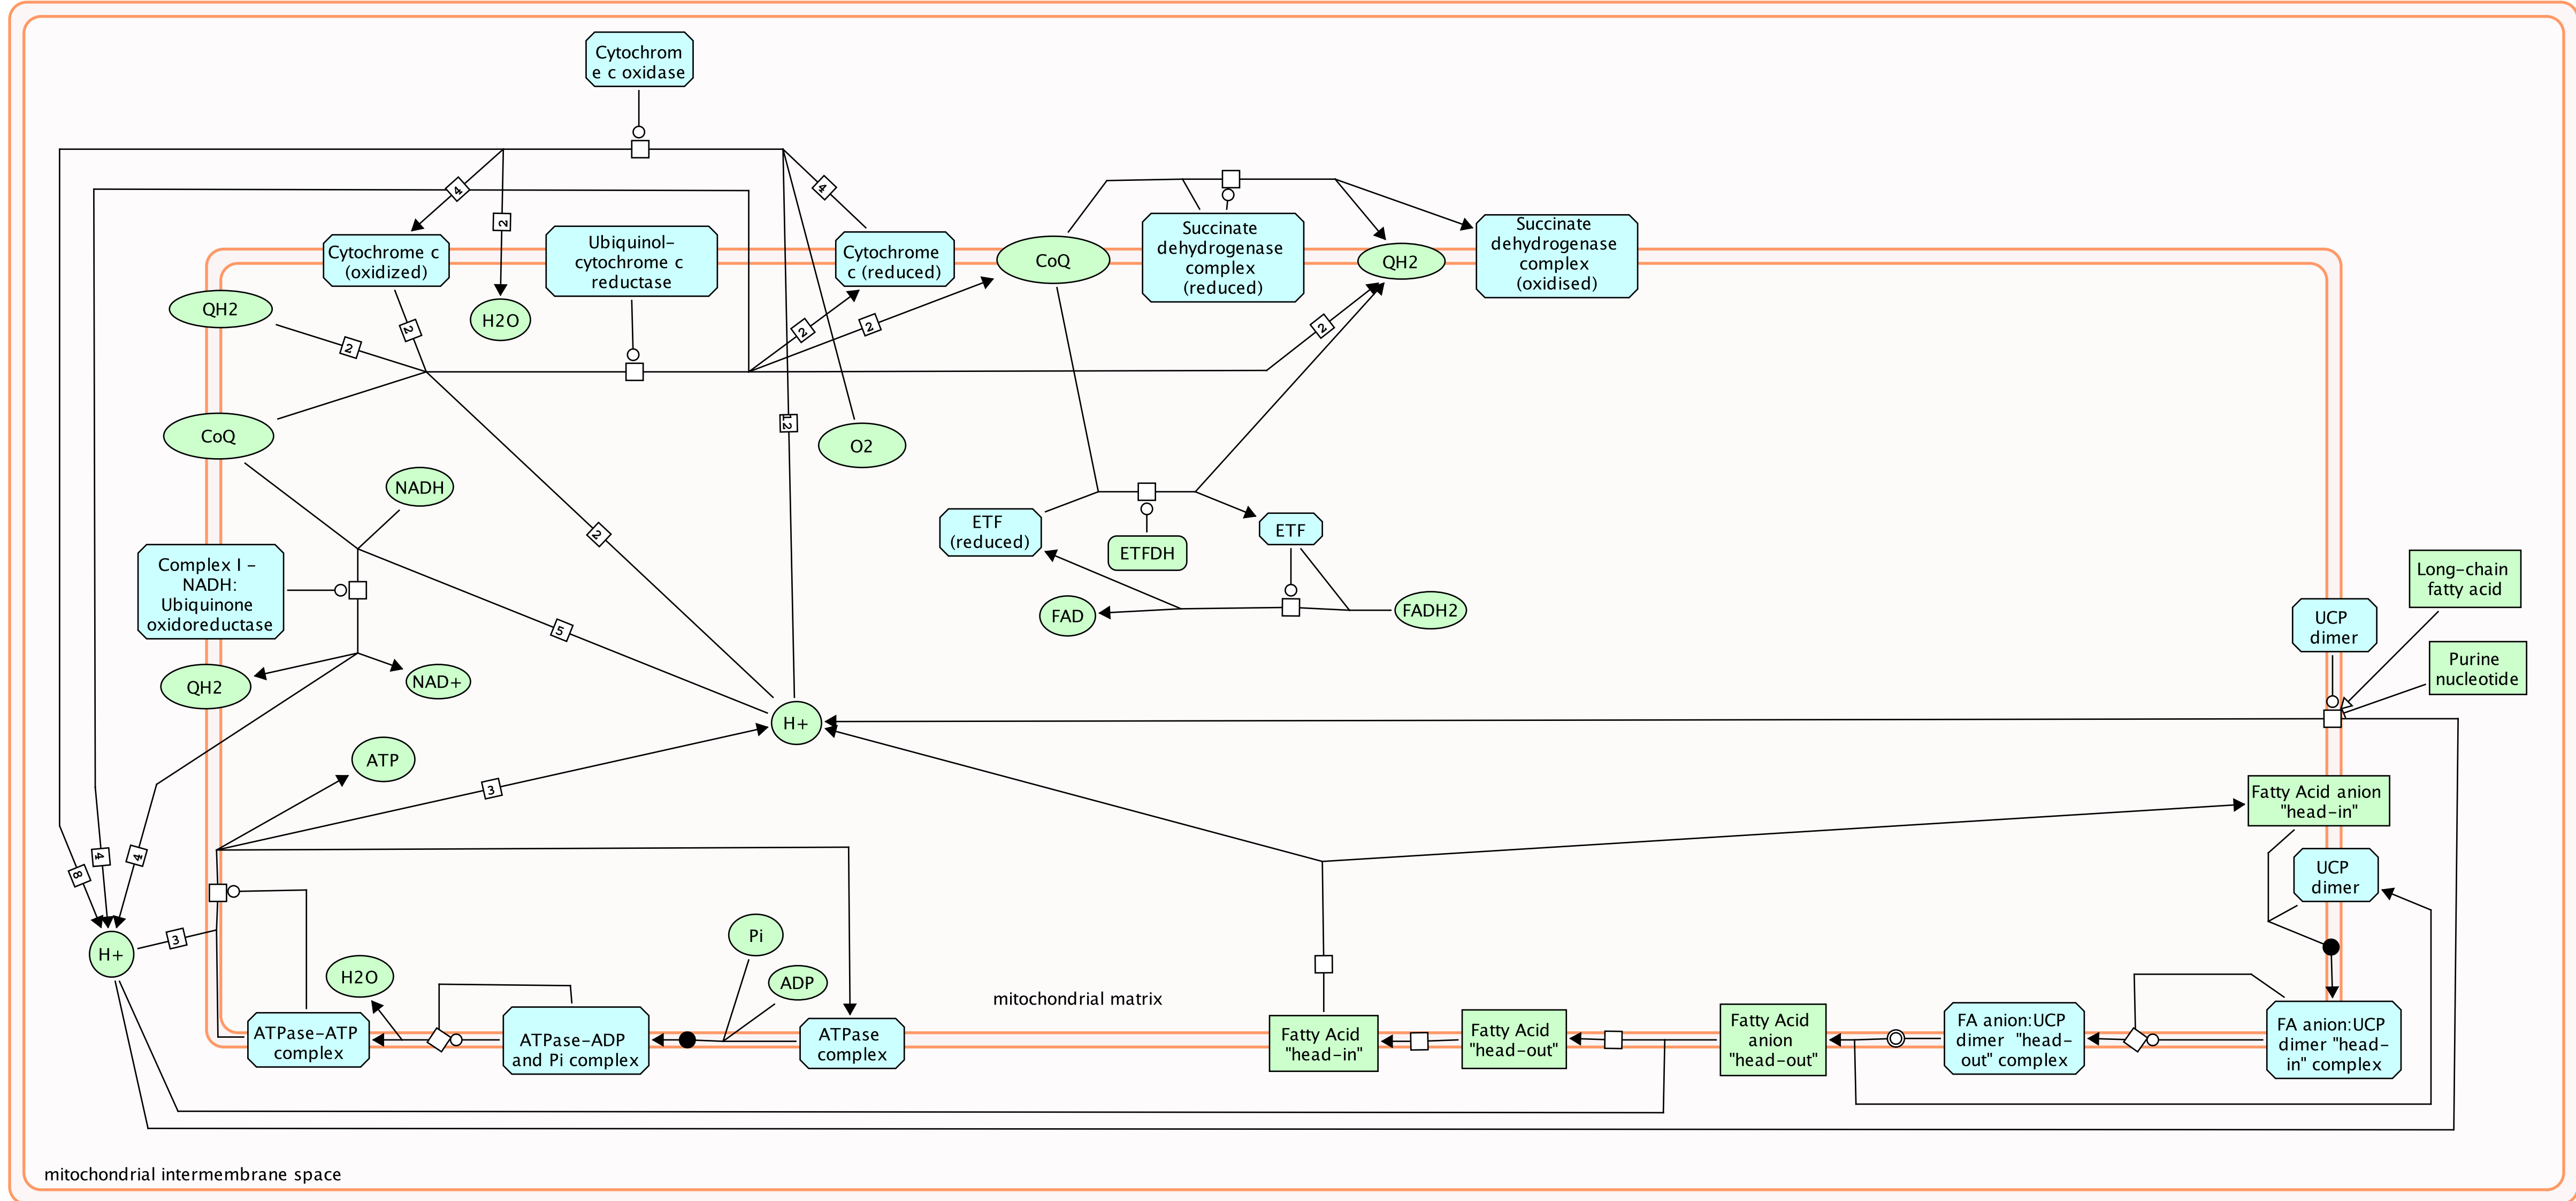 Cytochrom
e c oxidase
4
4
2
Cytochrome c
(oxidized)
Ubiquinol-
cytochrome c
reductase
Cytochrome
c (reduced)
CoQ
Succinate
dehydrogenase
complex
(reduced)
QH2
Succinate
dehydrogenase
complex
(oxidised)
QH2
H2O
2
2
2
2
2
CoQ
12
O2
NADH
2
ETF
(reduced)
ETFDH
ETF
Complex I -
NADH:
Ubiquinone
oxidoreductase
5
FAD
FADH2
Long-chain
fatty acid
UCP
dimer
Purine
nucleotide
QH2
NAD+
H+
ATP
3
Fatty Acid anion
"head-in"
8
4
4
UCP
dimer
H+
3
H2O
Pi
ADP
mitochondrial matrix
ATPase-ATP
complex
ATPase-ADP
and Pi complex
ATPase
complex
Fatty Acid
"head-in"
Fatty Acid
"head-out"
Fatty Acid
anion
"head-out"
FA anion:UCP
dimer "head-
out" complex
FA anion:UCP
dimer "head-
in" complex
mitochondrial intermembrane space